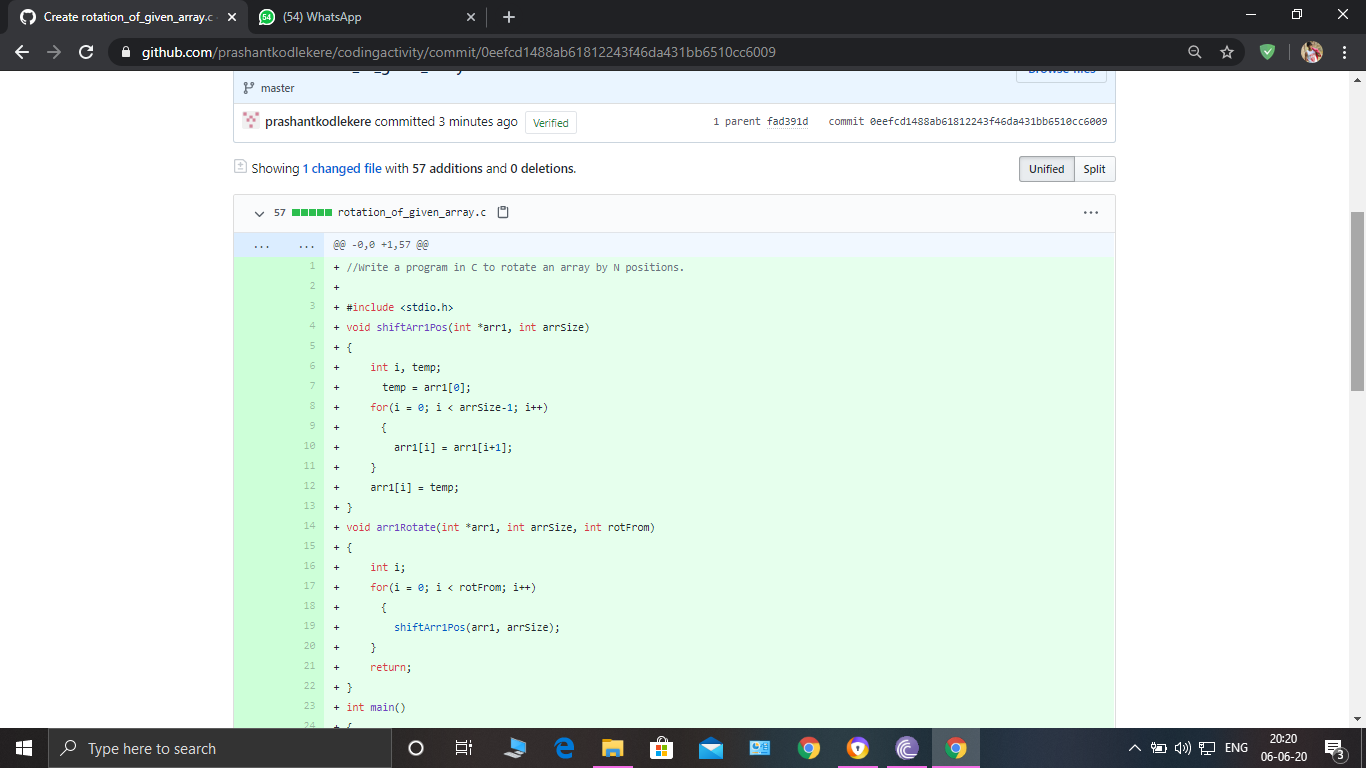 Create rotation_of_given_array.c
(54) WhatsApp
github.com/prashantkodlekere/codingactivity/commit/0eefcd1488ab61812243f46da431bb6510cc6009
master
prashantkodlekere committed 3 minutes ago Verified 1 parent fad391d commit 0eefcd1488ab61812243f46da431bb6510cc6009
Showing 1 changed file with 57 additions and 0 deletions. Unified Split
57 rotation_of_given_array.c ...
... ... @@ -0,0 +1,57 @@
1 + //Write a program in C to rotate an array by N positions.
2 +
3 + #include <stdio.h>
4 + void shiftArr1Pos(int *arr1, int arrSize)
5 + {
6 + int i, temp;
7 + temp = arr1[0];
8 + for(i = 0; i < arrSize-1; i++)
9 + {
10 + arr1[i] = arr1[i+1];
11 + }
12 + arr1[i] = temp;
13 + }
14 + void arr1Rotate(int *arr1, int arrSize, int rotFrom)
15 + {
16 + int i;
17 + for(i = 0; i < rotFrom; i++)
18 + {
19 + shiftArr1Pos(arr1, arrSize);
20 + }
21 + return;
22 + }
23 + int main()
24 + {
Type here to search
ENG
20:20
06-06-20
3